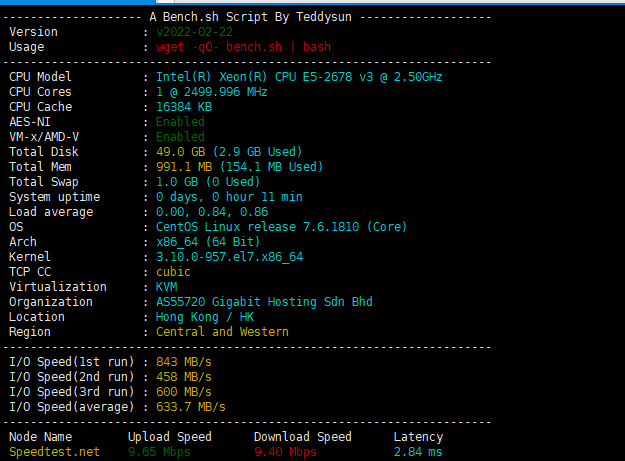 -------------------- A Bench.sh Script By Teddysun -------------------
Version : v2022-02-22
Usage : wget -qO- bench.sh | bash
----------------------------------------------------------------------
CPU Model : Intel(R) Xeon(R) CPU E5-2678 v3 @ 2.50GHz
CPU Cores : 1 @ 2499.996 MHz
CPU Cache : 16384 KB
AES-NI : Enabled
VM-x/AMD-V : Enabled
Total Disk : 49.0 GB (2.9 GB Used)
Total Mem : 991.1 MB (154.1 MB Used)
Total Swap : 1.0 GB (0 Used)
System uptime : 0 days, 0 hour 11 min
Load average : 0.00, 0.84, 0.86
OS : CentOS Linux release 7.6.1810 (Core)
Arch : x86_64 (64 Bit)
Kernel : 3.10.0-957.el7.x86_64
TCP CC : cubic
Virtualization : KVM
Organization : AS55720 Gigabit Hosting Sdn Bhd
Location : Hong Kong / HK
Region : Central and Western
----------------------------------------------------------------------
I/O Speed(1st run) : 843 MB/s
I/O Speed(2nd run) : 458 MB/s
I/O Speed(3rd run) : 600 MB/s
I/O Speed(average) : 633.7 MB/s
----------------------------------------------------------------------
Node Name Upload Speed Download Speed Latency
Speedtest.net 9.65 Mbps 9.40 Mbps 2.84 ms